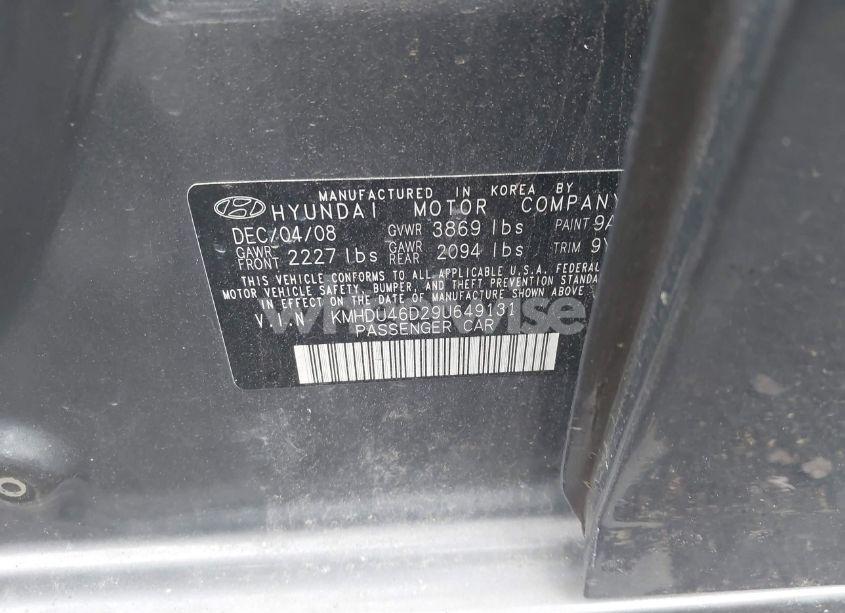 MANUFACTURED IN KOREA BY
HYUNDAI MOTOR COMPANY
DEC/04/08 GVWR 3869 lbs PAINT 9A
GAWR FRONT 2227 lbs GAWR REAR 2094 lbs TRIM 9Y
THIS VEHICLE CONFORMS TO ALL APPLICABLE U.S.A. FEDERAL
MOTOR VEHICLE SAFETY, BUMPER, AND THEFT PREVENTION STANDA
IN EFFECT ON THE DATE OF MANUFACTURE SHOWN ABOVE.
V I N KMHDU46D29U649131
PASSENGER CAR